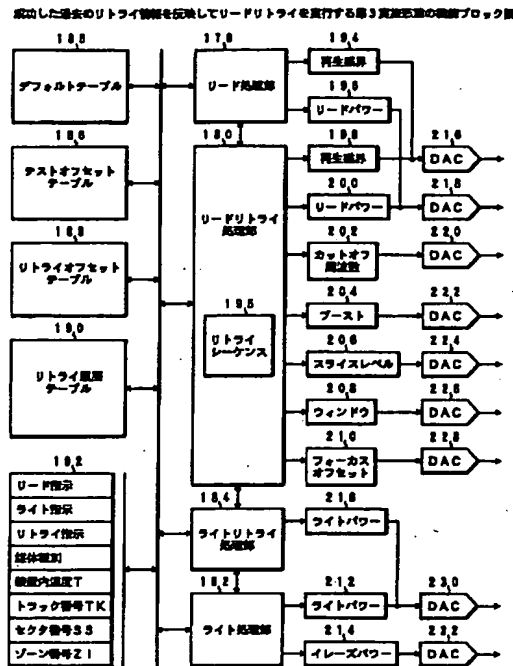 成功した過去のリトライ情報を反映してリードリトライを実行する第3実施形態の機能ブロック図
185
デフォルトテーブル
186
テストオフセット
テーブル
188
リトライオフセット
テーブル
190
リトライ履歴
テーブル
192
リード指示
ライト指示
リトライ指示
媒体種別
装置内温度T
トラック番号TK
セクタ番号SS
ゾーン番号ZI
178
リード処理部
180
リードリトライ
処理部
195
リトライ
シーケンス
184
ライトリトライ
処理部
182
ライト処理部
194
再生磁界
196
リードパワー
198
再生磁界
200
リードパワー
202
カットオフ
周波数
204
ブースト
206
スライスレベル
208
ウィンドウ
210
フォーカス
オフセット
216
ライトパワー
212
ライトパワー
214
イレーズパワー
216
DAC
218
DAC
220
DAC
222
DAC
224
DAC
226
DAC
228
DAC
230
DAC
222
DAC